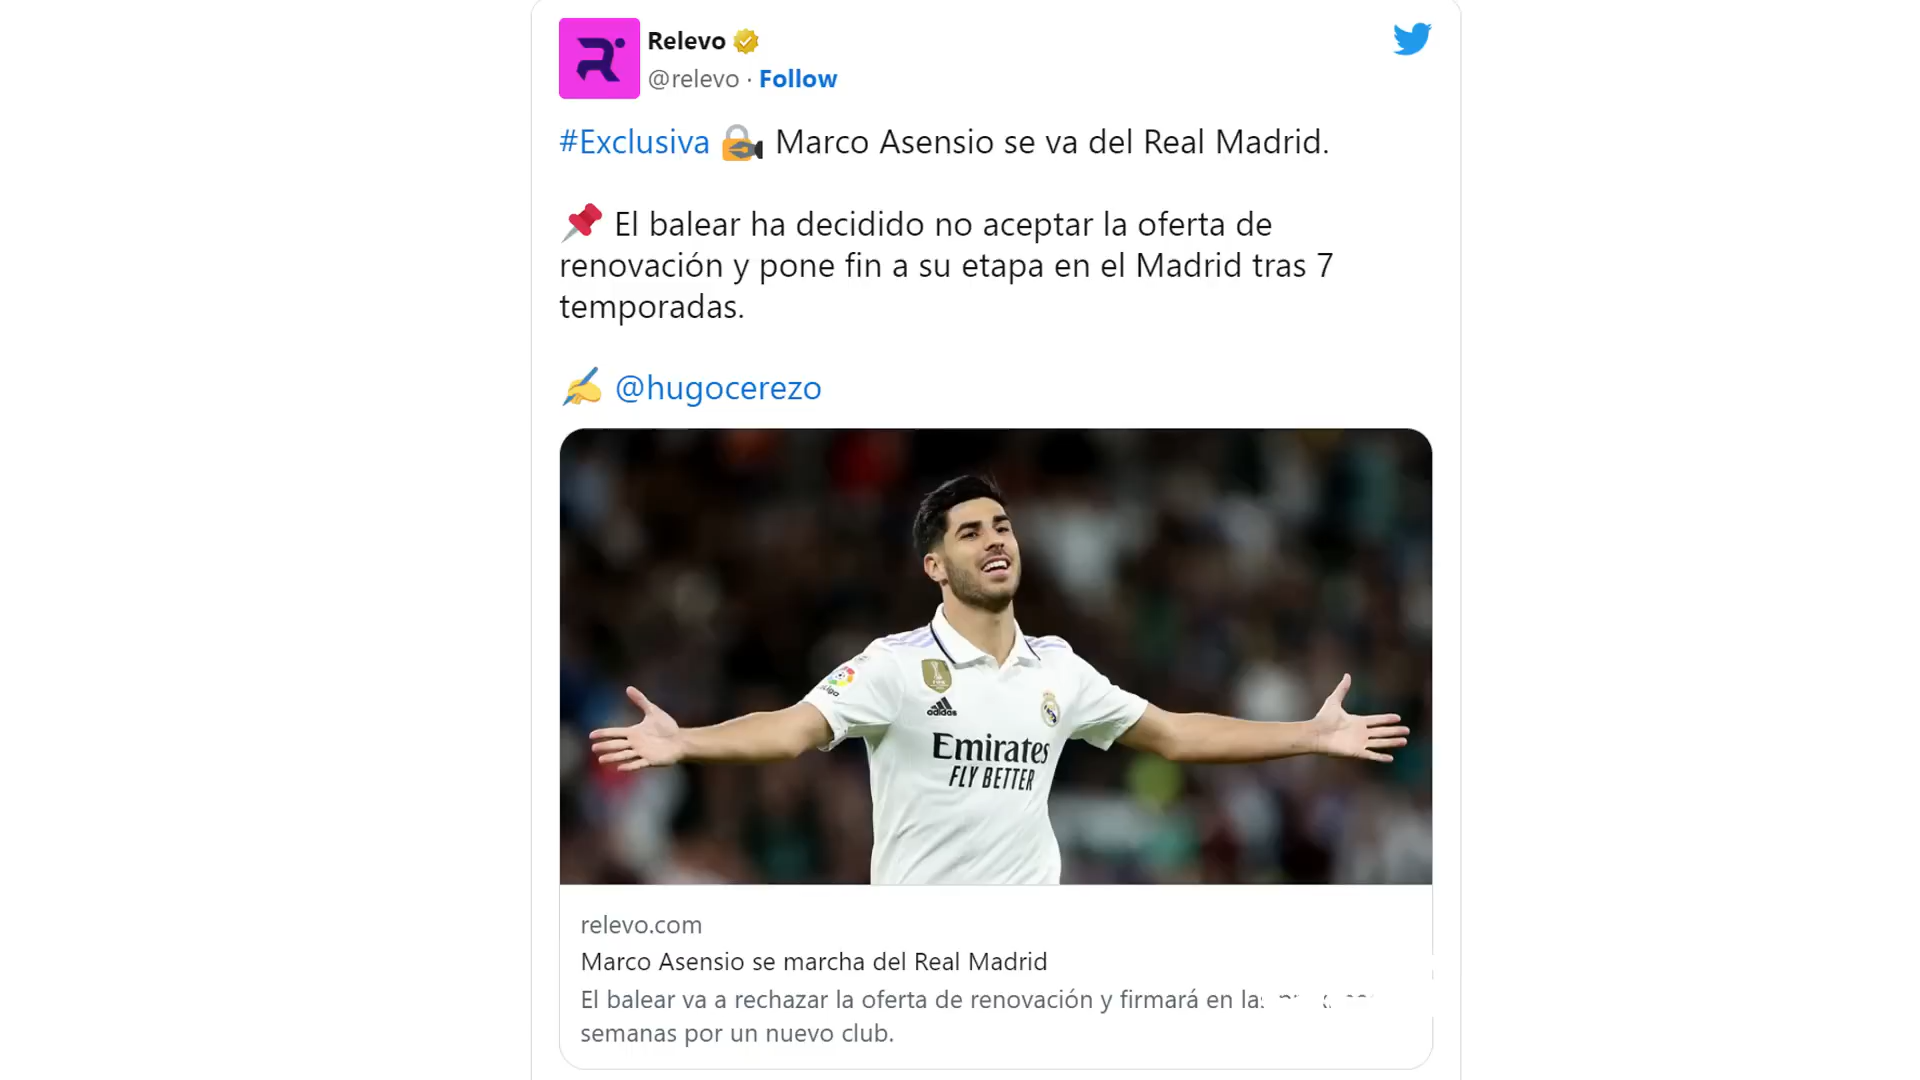 Relevo
@relevo · Follow
#Exclusiva Marco Asensio se va del Real Madrid.
El balear ha decidido no aceptar la oferta de
renovación y pone fin a su etapa en el Madrid tras 7
temporadas.
@hugocerezo
LaLiga
adidas
Emirates
FLY BETTER
relevo.com
Marco Asensio se marcha del Real Madrid
El balear va a rechazar la oferta de renovación y firmará en las
semanas por un nuevo club.